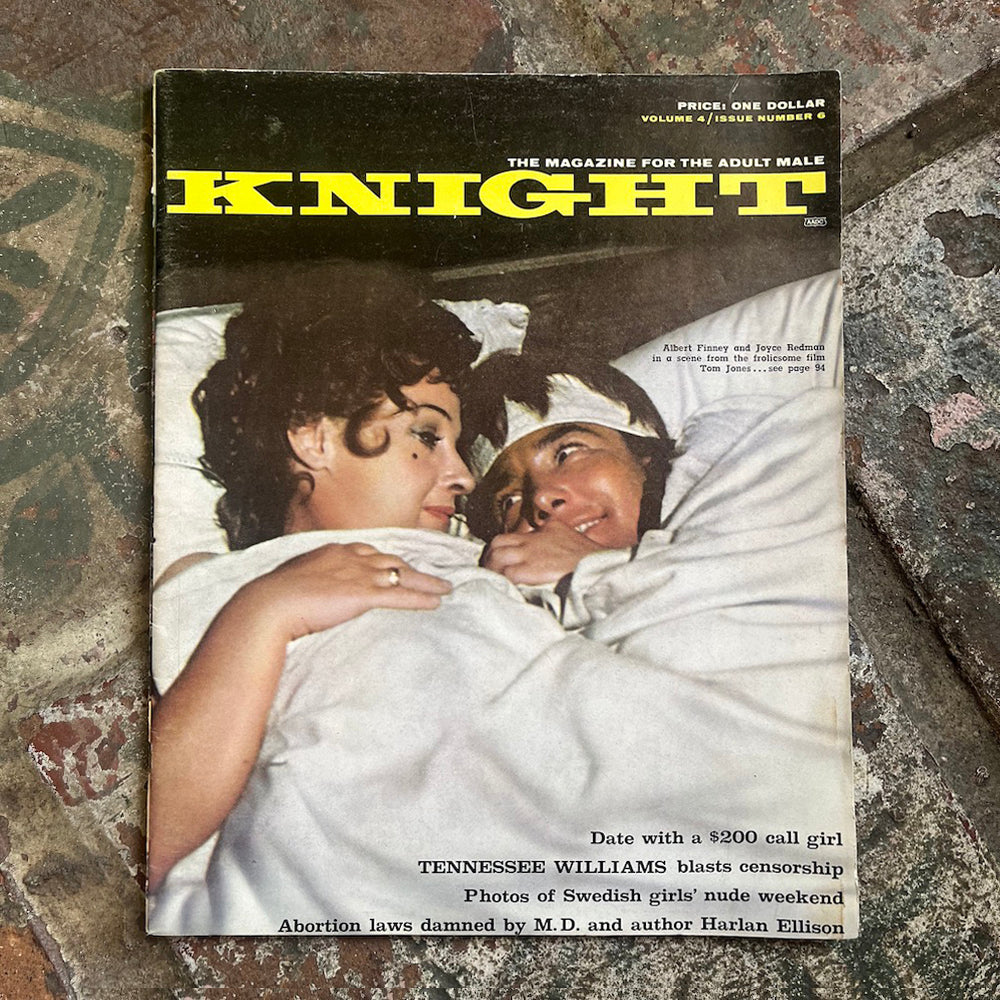 PRICE: ONE DOLLAR
VOLUME 4/ISSUE NUMBER 6
THE MAGAZINE FOR THE ADULT MALE
KNIGHT
AADC
Albert Finney and Joyce Redman
in a scene from the frolicsome film
Tom Jones...see page 94
Date with a $200 call girl
TENNESSEE WILLIAMS blasts censorship
Photos of Swedish girls' nude weekend
Abortion laws damned by M.D. and author Harlan Ellison